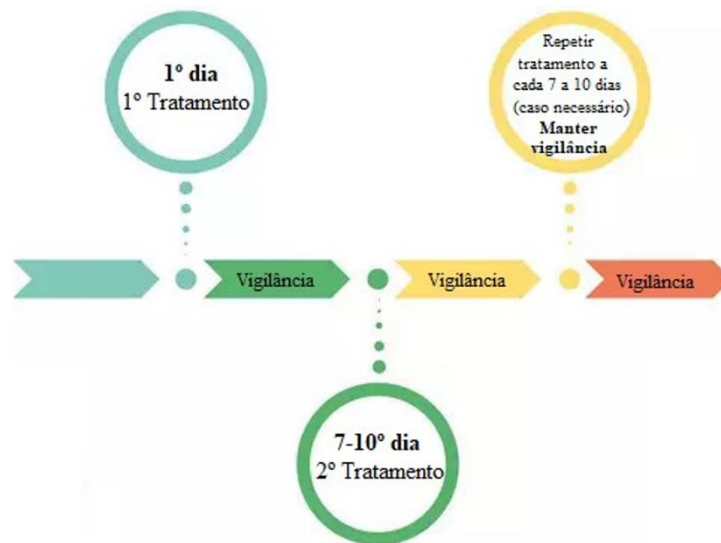 1º dia
1º Tratamento
Repetir
tratamento a
cada 7 a 10 dias
(caso necessário)
Manter
vigilância
Vigilância
Vigilância
Vigilância
7-10º dia
2º Tratamento